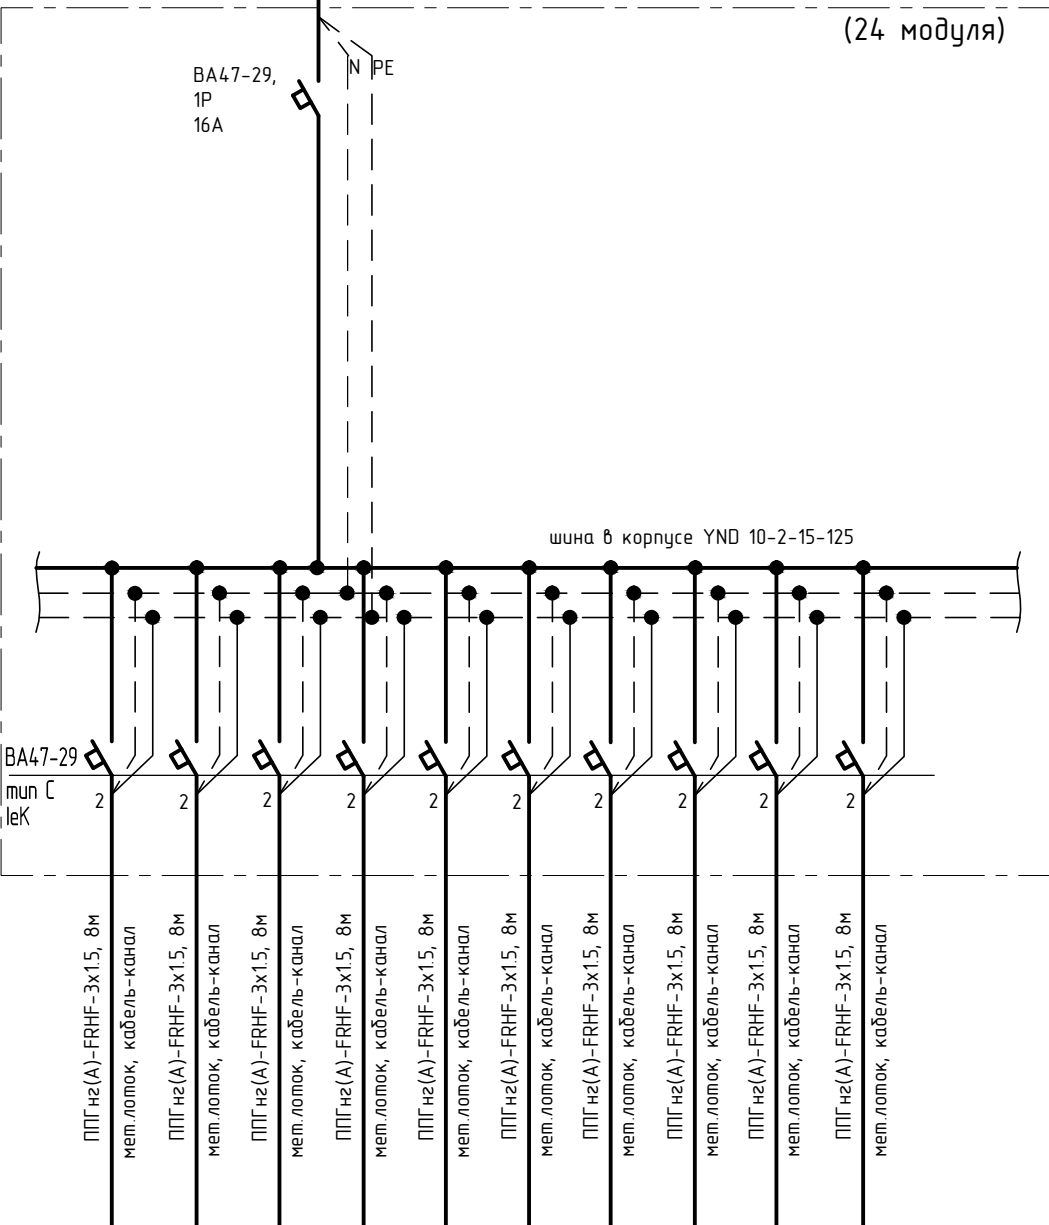 (24 модуля)
N
PE
ВА47-29,
1Р
16А
шина в корпусе YND 10-2-15-125
ВА47-29
тип С
IeK
2
2
2
2
2
2
2
2
2
2
ППГнг(А)-FRHF-3х1.5, 8м
мет.лоток, кабель-канал
ППГнг(А)-FRHF-3х1.5, 8м
мет.лоток, кабель-канал
ППГнг(А)-FRHF-3х1.5, 8м
мет.лоток, кабель-канал
ППГнг(А)-FRHF-3х1.5, 8м
мет.лоток, кабель-канал
ППГнг(А)-FRHF-3х1.5, 8м
мет.лоток, кабель-канал
ППГнг(А)-FRHF-3х1.5, 8м
мет.лоток, кабель-канал
ППГнг(А)-FRHF-3х1.5, 8м
мет.лоток, кабель-канал
ППГнг(А)-FRHF-3х1.5, 8м
мет.лоток, кабель-канал
ППГнг(А)-FRHF-3х1.5, 8м
мет.лоток, кабель-канал
ППГнг(А)-FRHF-3х1.5, 8м
мет.лоток, кабель-канал